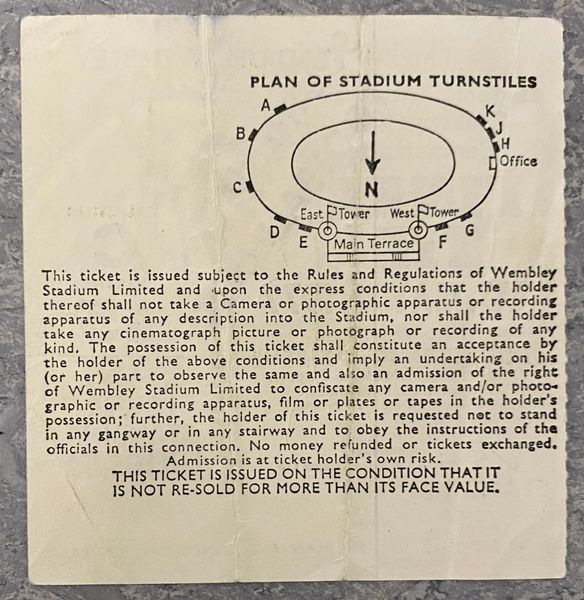 PLAN OF STADIUM TURNSTILES
A
B
C
D
E
K
J
H
Office
G
F
N
East Tower
West Tower
Main Terrace
This ticket is issued subject to the Rules and Regulations of Wembley
Stadium Limited and upon the express conditions that the holder
thereof shall not take a Camera or photographic apparatus or recording
apparatus of any description into the Stadium, nor shall the holder
take any cinematograph picture or photograph or recording of any
kind. The possession of this ticket shall constitute an acceptance by
the holder of the above conditions and imply an undertaking on his
(or her) part to observe the same and also an admission of the right
of Wembley Stadium Limited to confiscate any camera and/or photo-
graphic or recording apparatus, film or plates or tapes in the holder's
possession; further, the holder of this ticket is requested not to stand
in any gangway or in any stairway and to obey the instructions of the
officials in this connection. No money refunded or tickets exchanged.
Admission is at ticket holder's own risk.
THIS TICKET IS ISSUED ON THE CONDITION THAT IT
IS NOT RE-SOLD FOR MORE THAN ITS FACE VALUE.